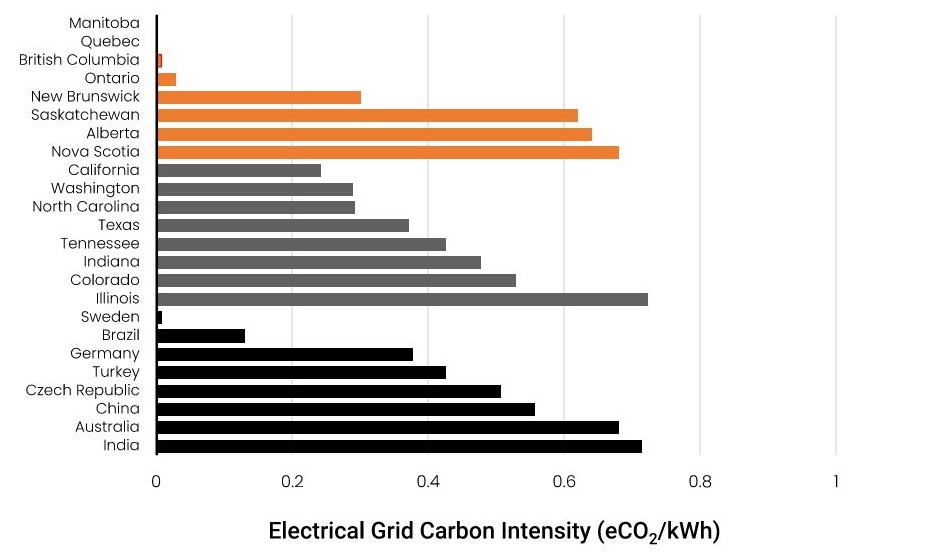 Manitoba
Quebec
British Columbia
Ontario
New Brunswick
Saskatchewan
Alberta
Nova Scotia
California
Washington
North Carolina
Texas
Tennessee
Indiana
Colorado
Illinois
Sweden
Brazil
Germany
Turkey
Czech Republic
China
Australia
India
0 0.2 0.4 0.6 0.8 1
Electrical Grid Carbon Intensity (eCO₂/kWh)